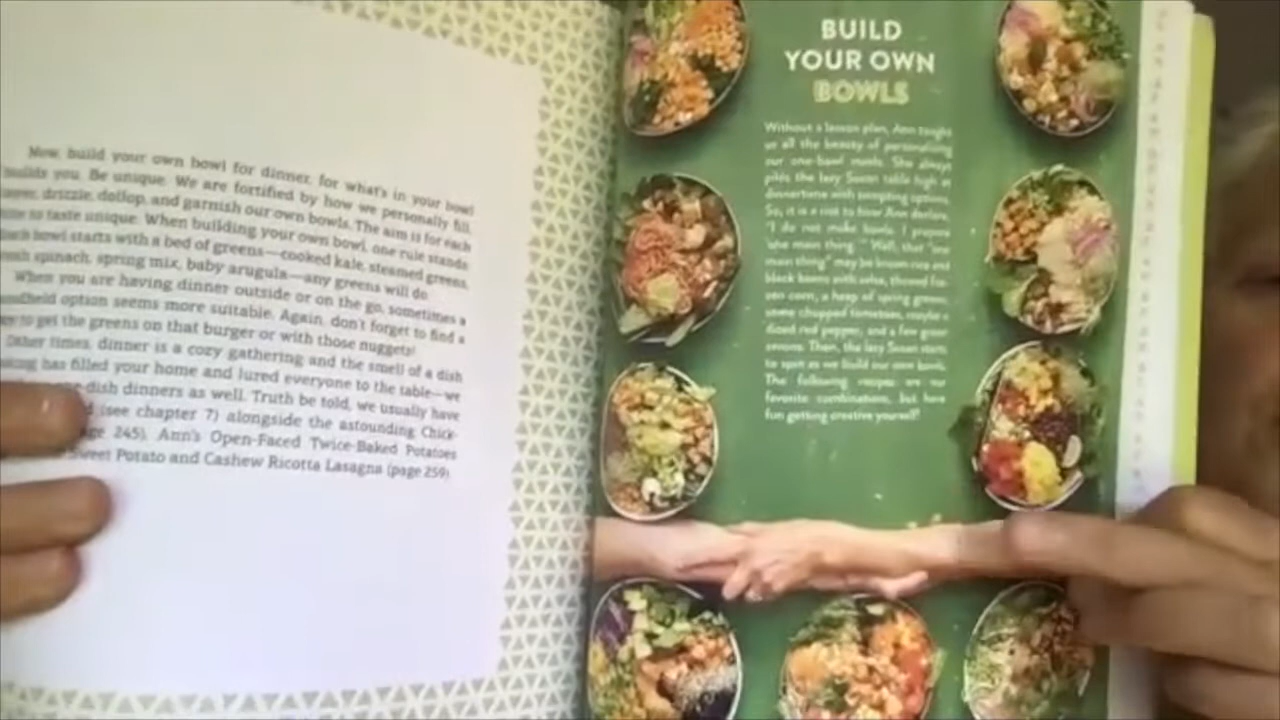 Now, build your own bowl for dinner, for what's in your bowl
builds you. Be unique. We are fortified by how we personally fill,
layer, drizzle, dollop, and garnish our own bowls. The aim is for each
to taste unique. When building your own bowl, one rule stands
each bowl starts with a bed of greens—cooked kale, steamed greens,
spinach, spring mix, baby arugula—any greens will do.
When you are having dinner outside or on the go, sometimes a
handheld option seems more suitable. Again, don't forget to find a
to get the greens on that burger or with those nuggets!
Other times, dinner is a cozy gathering and the smell of a dish
has filled your home and lured everyone to the table—we
dish dinners as well. Truth be told, we usually have
(see chapter 7) alongside the astounding Chick-
245), Ann's Open-Faced Twice-Baked Potatoes
Sweet Potato and Cashew Ricotta Lasagna (page 259).
BUILD
YOUR OWN
BOWLS
Without a lesson plan, Ann taught
us all the beauty of personalizing
our one-bowl meals. She always
pilds the lazy Susan table high at
dinnertime with tempting options.
So, it is a riot to hear Ann declare,
"I do not make bowls. I prepare
'one main thing.'" Well, that "one
main thing" may be brown rice and
black beans with salsa, thawed fro-
zen corn, a heap of spring greens,
some chopped tomatoes, maybe a
diced red pepper, and a few green
onions. Then, the lazy Susan starts
to spin as we build our own bowls.
The following recipes are our
favorite combinations, but have
fun getting creative yourself!